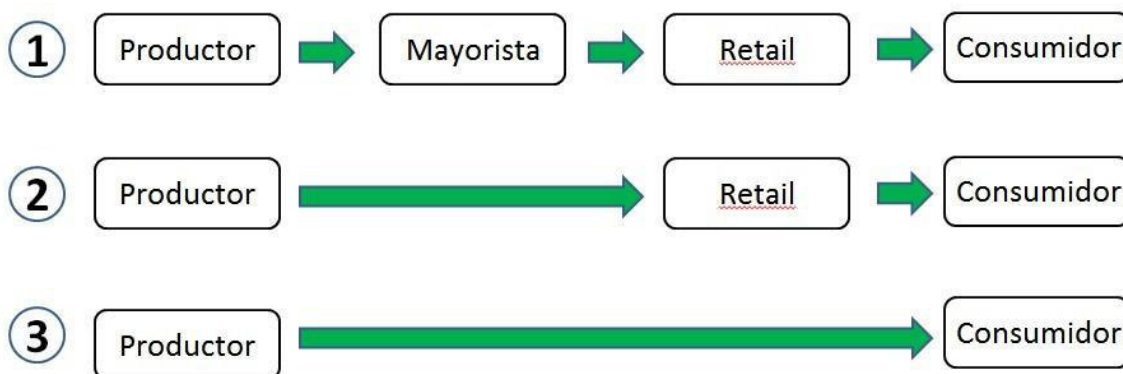 1 Productor Mayorista Retail Consumidor
2 Productor Retail Consumidor
3 Productor Consumidor